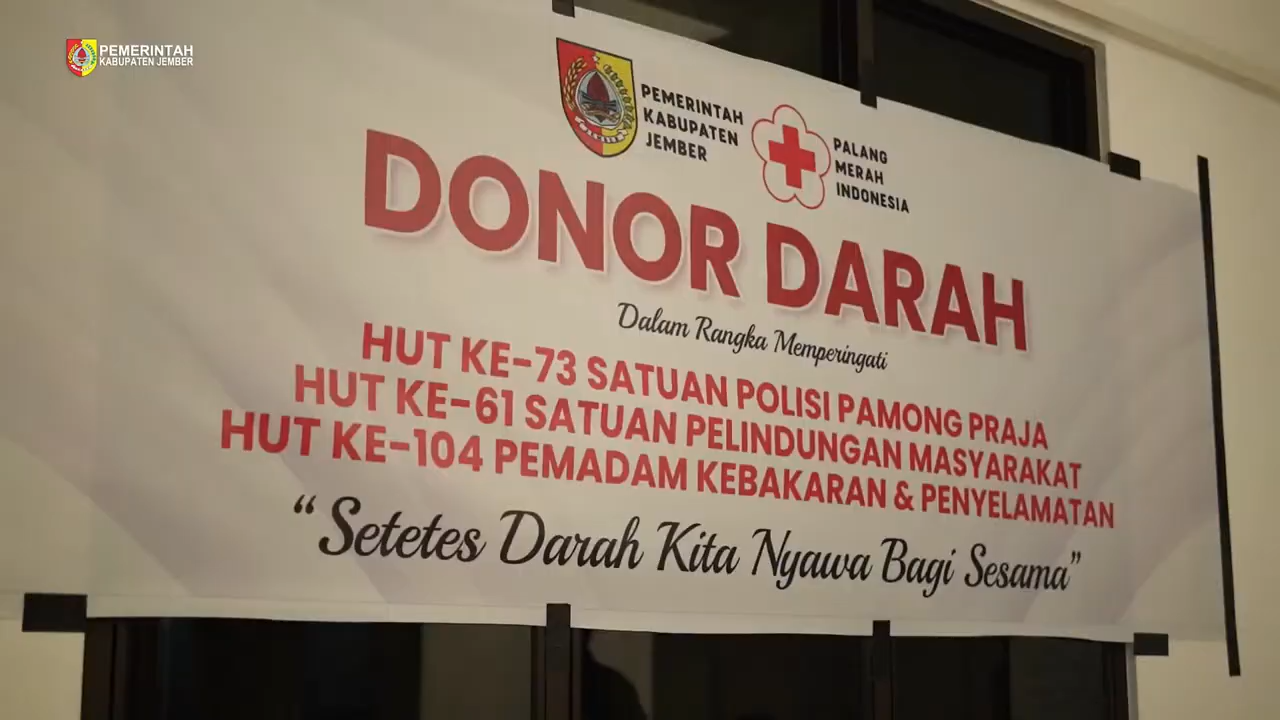 PEMERINTAH
KABUPATEN JEMBER
PEMERINTAH
KABUPATEN
JEMBER
PALANG
MERAH
INDONESIA
DONOR DARAH
Dalam Rangka Memperingati
HUT KE-73 SATUAN POLISI PAMONG PRAJA
HUT KE-61 SATUAN PELINDUNGAN MASYARAKAT
HUT KE-104 PEMADAM KEBAKARAN & PENYELAMATAN
“Setetes Darah Kita Nyawa Bagi Sesama”